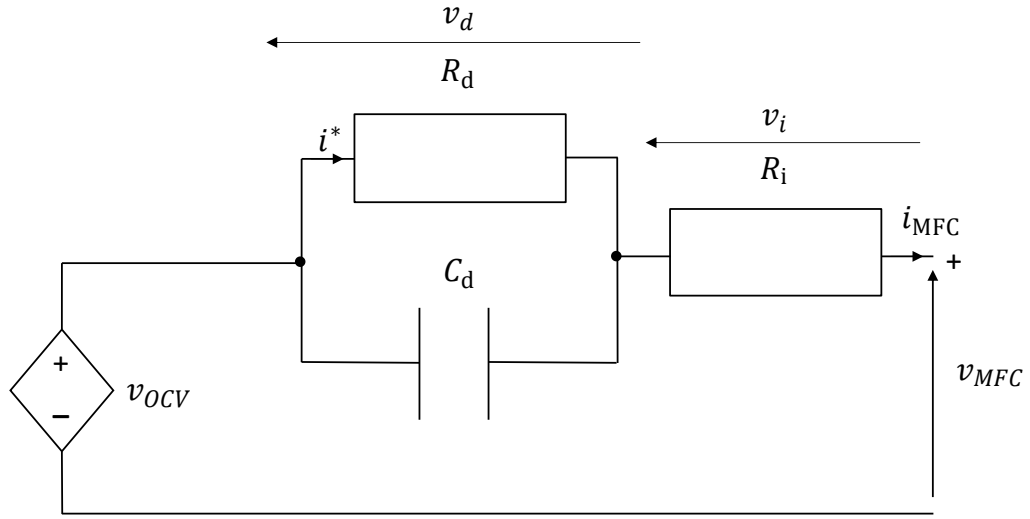 v_d
R_d
i*
v_i
R_i
i_MFC
+
C_d
+
−
v_OCV
v_MFC